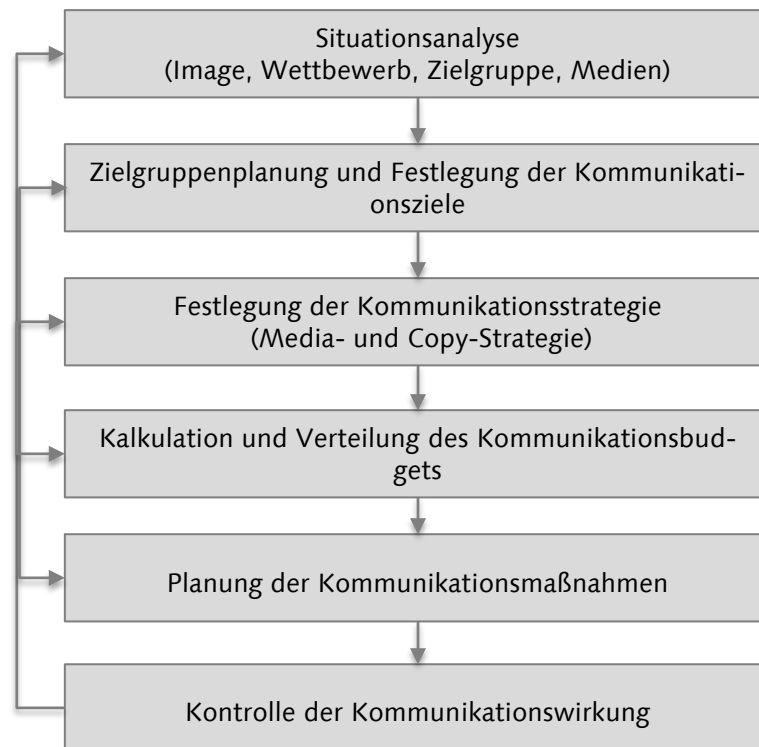 Situationsanalyse
(Image, Wettbewerb, Zielgruppe, Medien)
Zielgruppenplanung und Festlegung der Kommunikati-
onsziele
Festlegung der Kommunikationsstrategie
(Media- und Copy-Strategie)
Kalkulation und Verteilung des Kommunikationsbud-
gets
Planung der Kommunikationsmaßnahmen
Kontrolle der Kommunikationswirkung